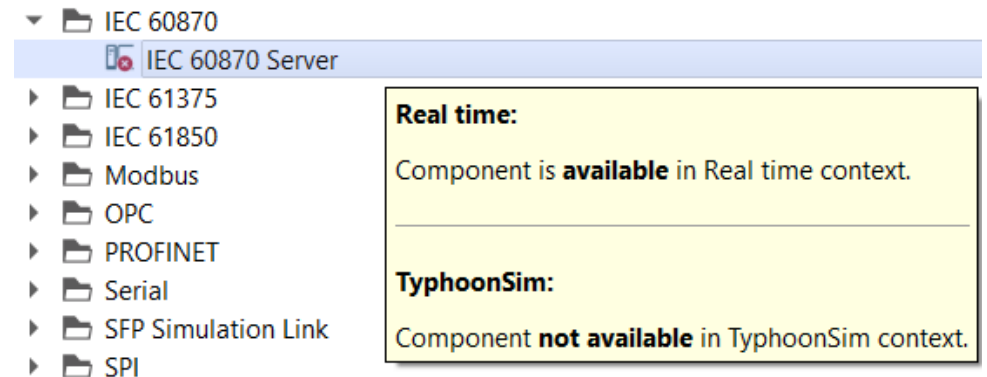 IEC 60870
IEC 60870 Server
IEC 61375
IEC 61850
Modbus
OPC
PROFINET
Serial
SFP Simulation Link
SPI
Real time:
Component is available in Real time context.
TyphoonSim:
Component not available in TyphoonSim context.